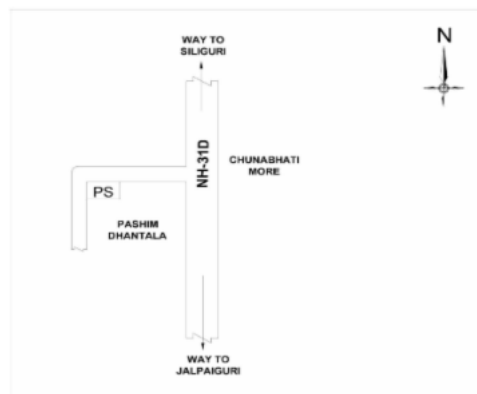 WAY TO
SILIGURI
N
NH-31D
CHUNABHATI
MORE
PS
PASHIM
DHANTALA
WAY TO
JALPAIGURI